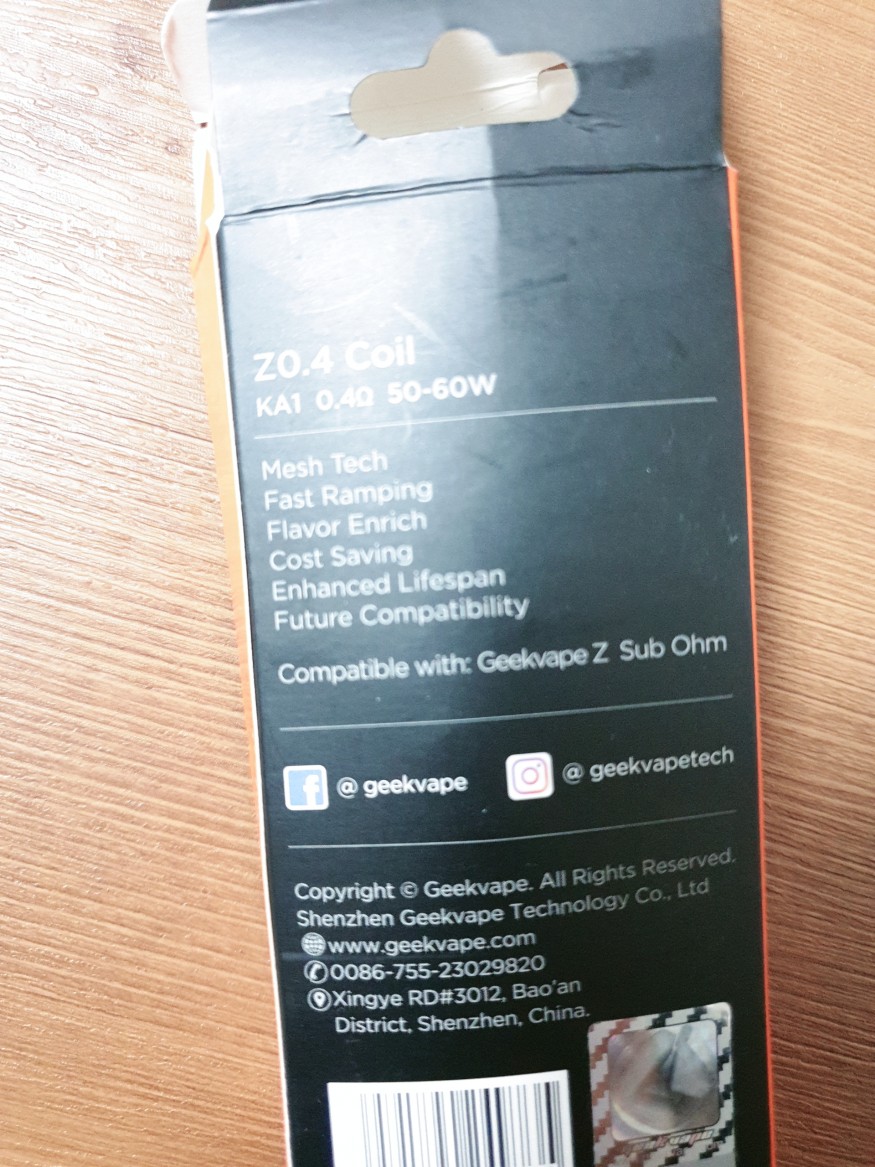 Z0.4 Coil
KA1 0.4Ω 50-60W
Mesh Tech
Fast Ramping
Flavor Enrich
Cost Saving
Enhanced Lifespan
Future Compatibility
Compatible with: Geekvape Z Sub Ohm
@ geekvape @ geekvapetech
Copyright © Geekvape. All Rights Reserved.
Shenzhen Geekvape Technology Co., Ltd
www.geekvape.com
0086-755-23029820
Xingye RD#3012, Bao'an
District, Shenzhen, China.
geekvape